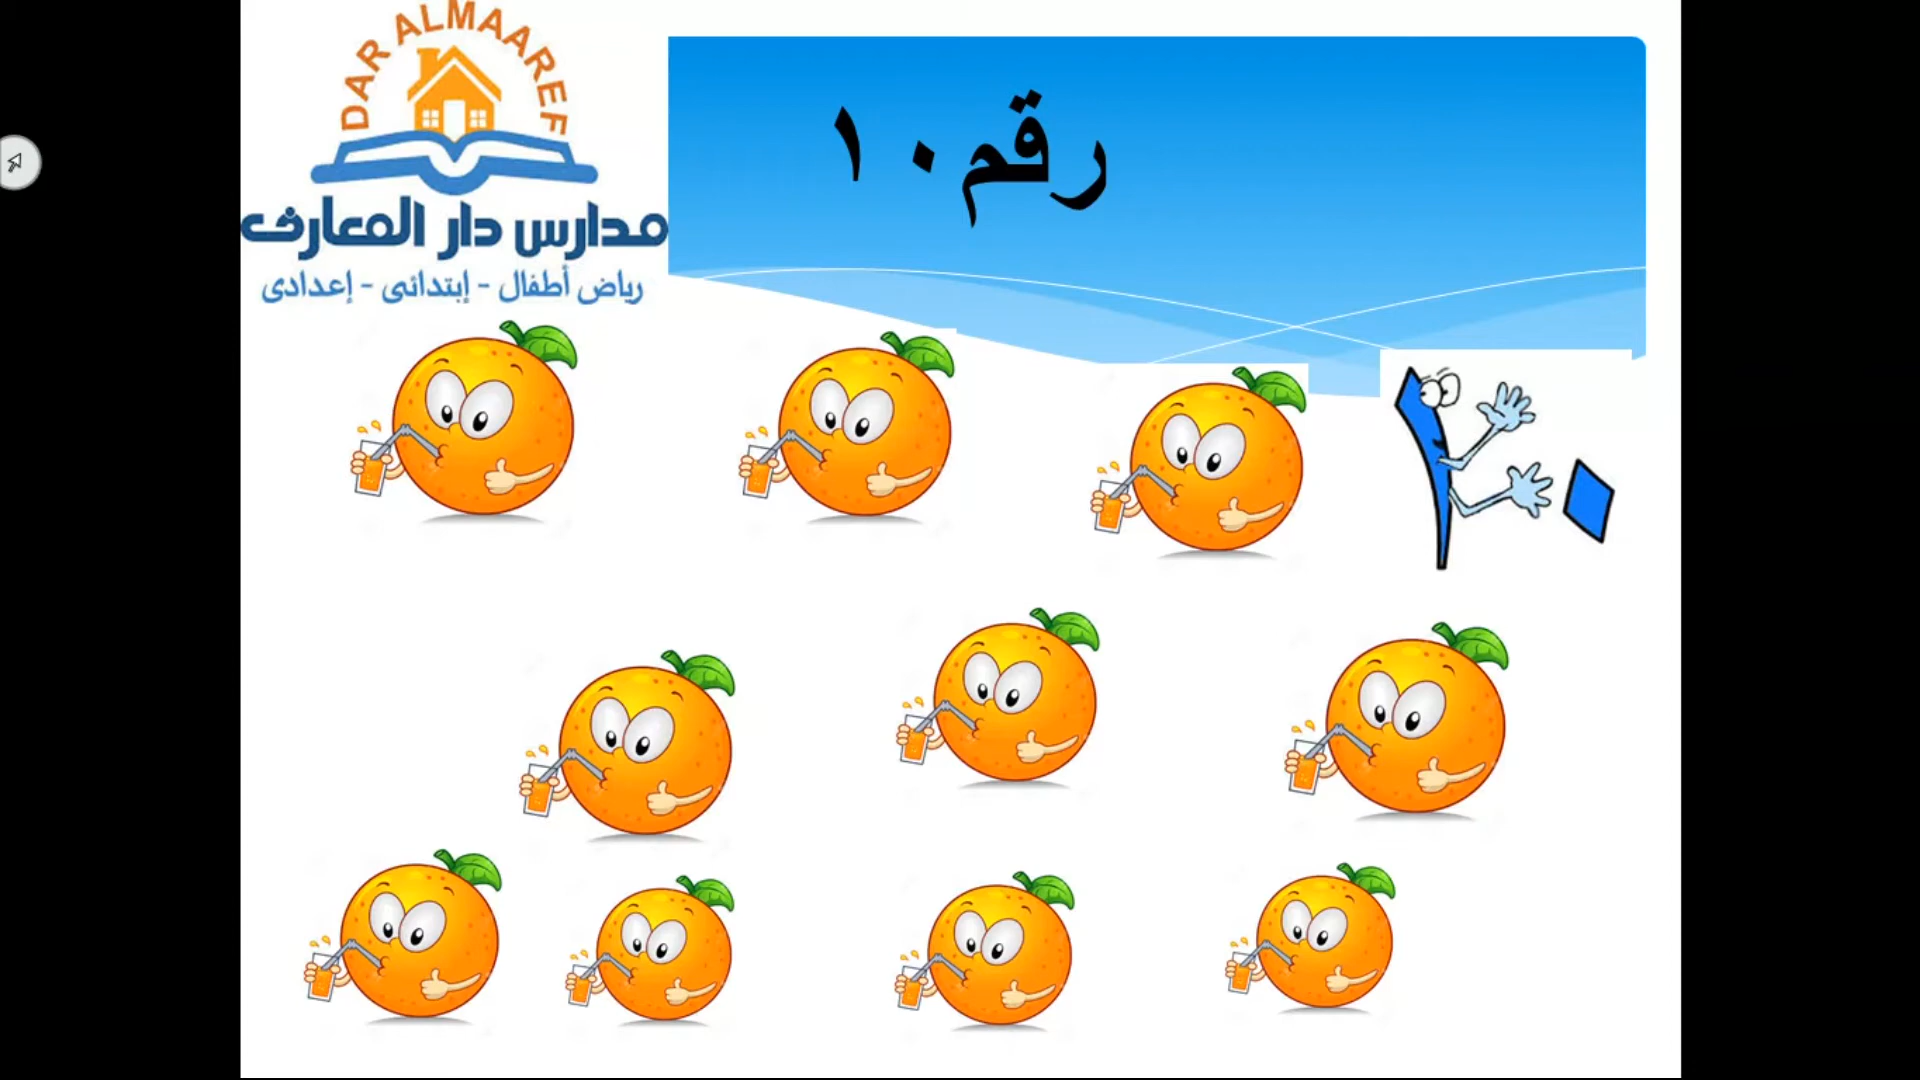 DAR ALMAAREF
مدارس دار المعارف
رياض أطفال - إبتدائى - إعدادى
رقم ١٠
١٠